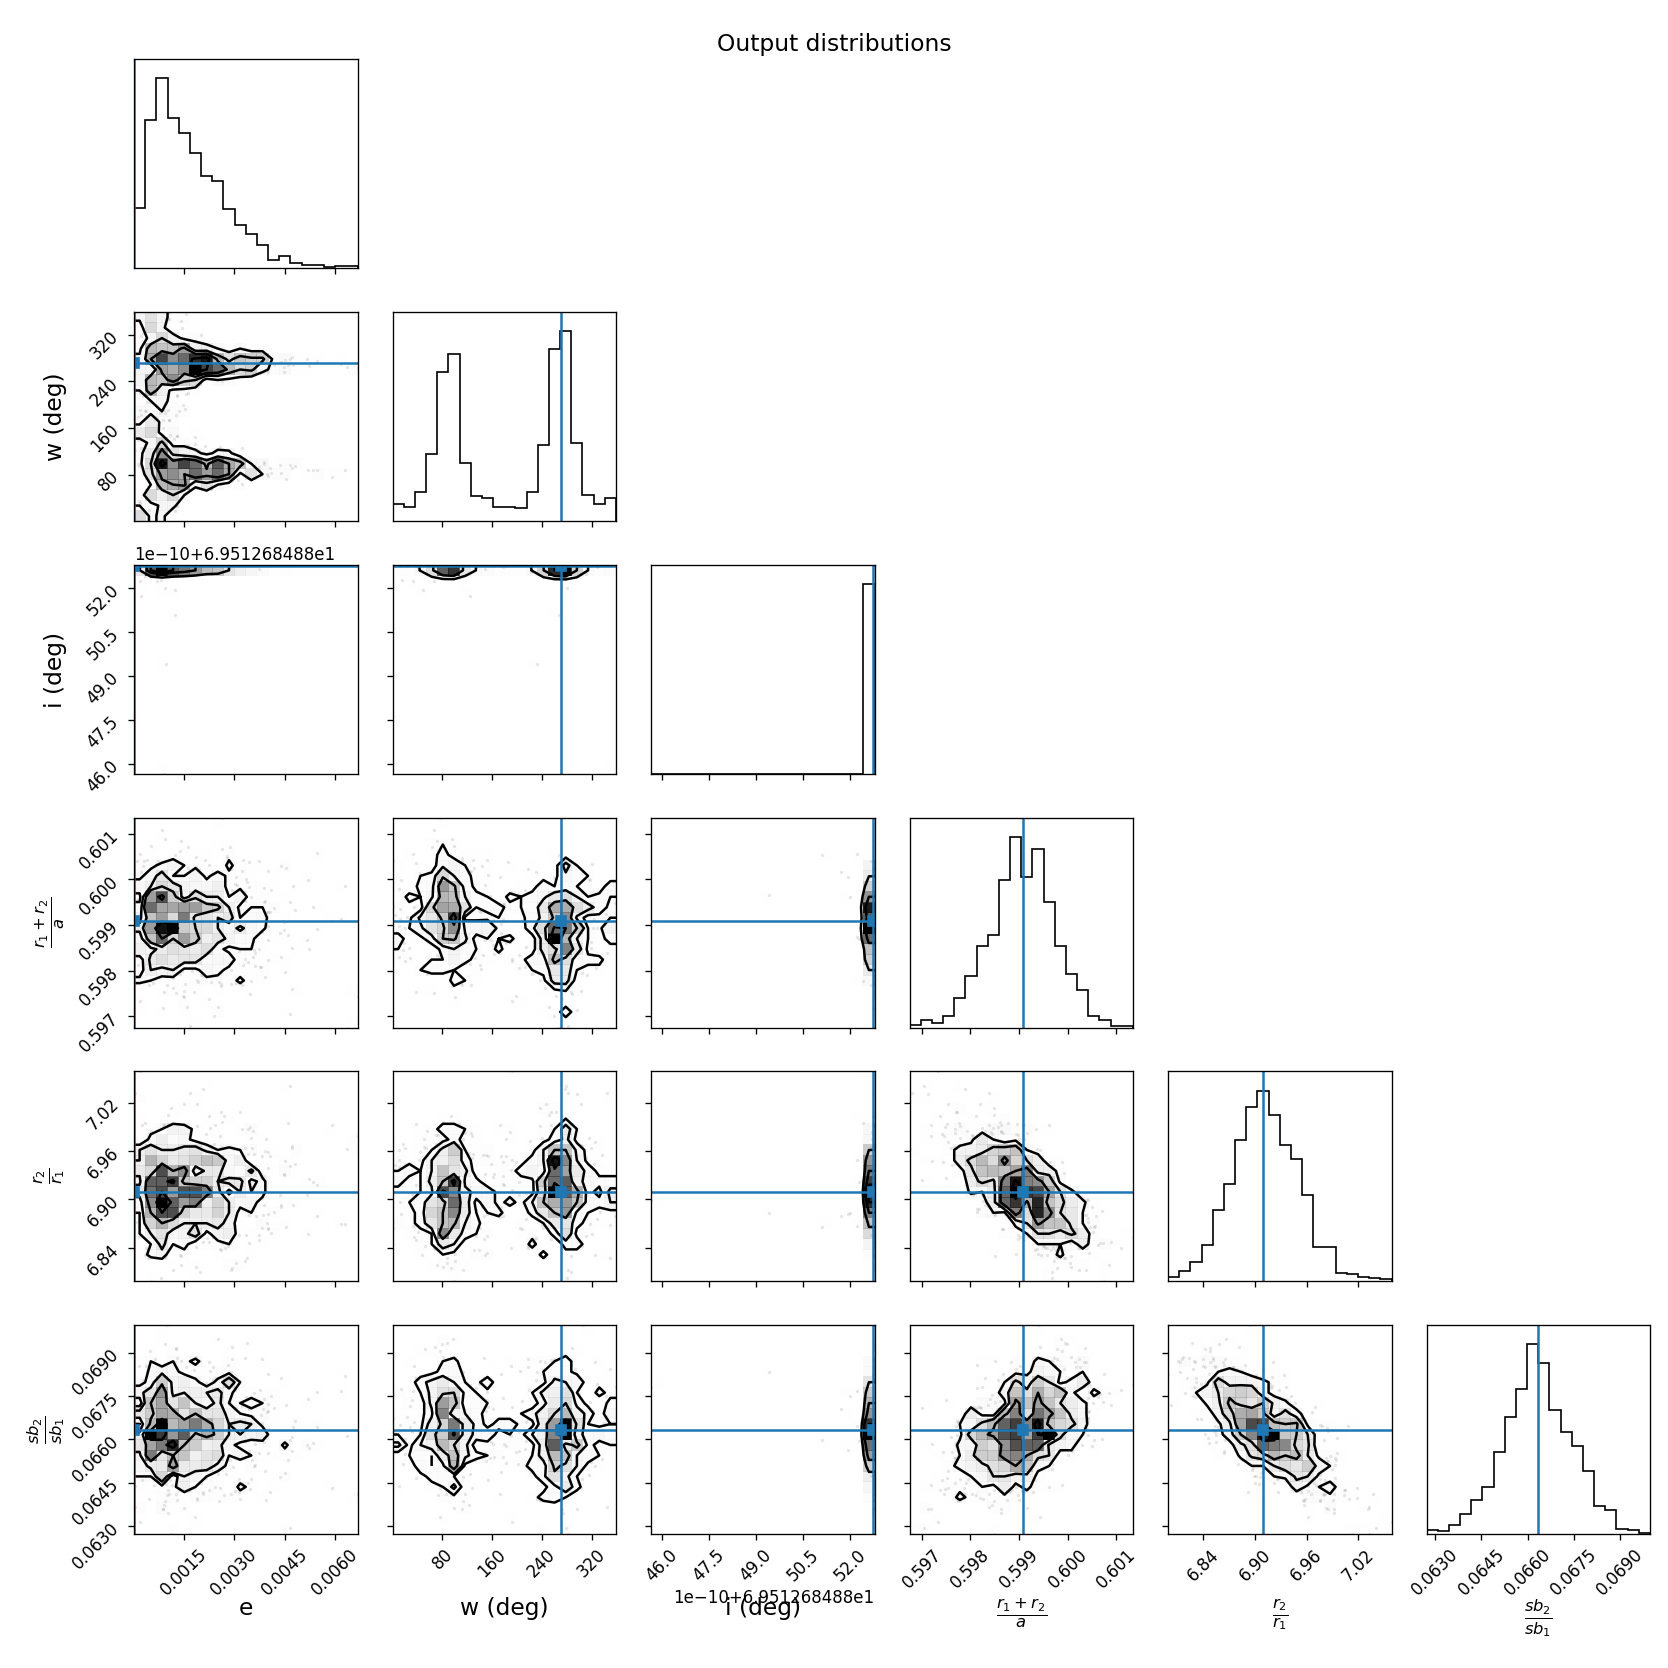 Output distributions
w (deg)
320
240
160
80
1e−10+6.951268488e1
i (deg)
52.0
50.5
49.0
47.5
46.0
r₁ + r₂
a
0.601
0.600
0.599
0.598
0.597
r₂
r₁
7.02
6.96
6.90
6.84
sb₂
sb₁
0.0690
0.0675
0.0660
0.0645
0.0630
0.0015 0.0030 0.0045 0.0060
e
80 160 240 320
w (deg)
46.0 47.5 49.0 50.5 52.0
1e−10+6.951268488e1
i (deg)
0.597 0.598 0.599 0.600 0.601
r₁ + r₂
a
6.84 6.90 6.96 7.02
r₂
r₁
0.0630 0.0645 0.0660 0.0675 0.0690
sb₂
sb₁